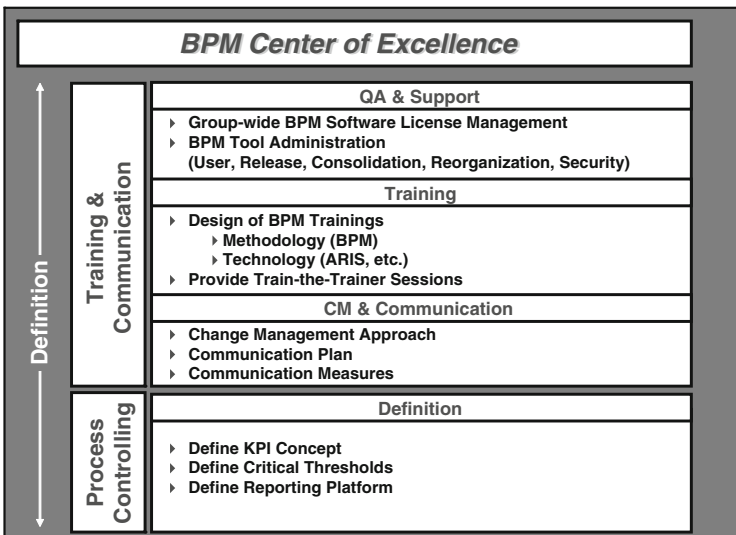 BPM Center of Excellence
Definition
Training &
Communication
QA & Support
Group-wide BPM Software License Management
BPM Tool Administration
(User, Release, Consolidation, Reorganization, Security)
Training
Design of BPM Trainings
Methodology (BPM)
Technology (ARIS, etc.)
Provide Train-the-Trainer Sessions
CM & Communication
Change Management Approach
Communication Plan
Communication Measures
Process
Controlling
Definition
Define KPI Concept
Define Critical Thresholds
Define Reporting Platform